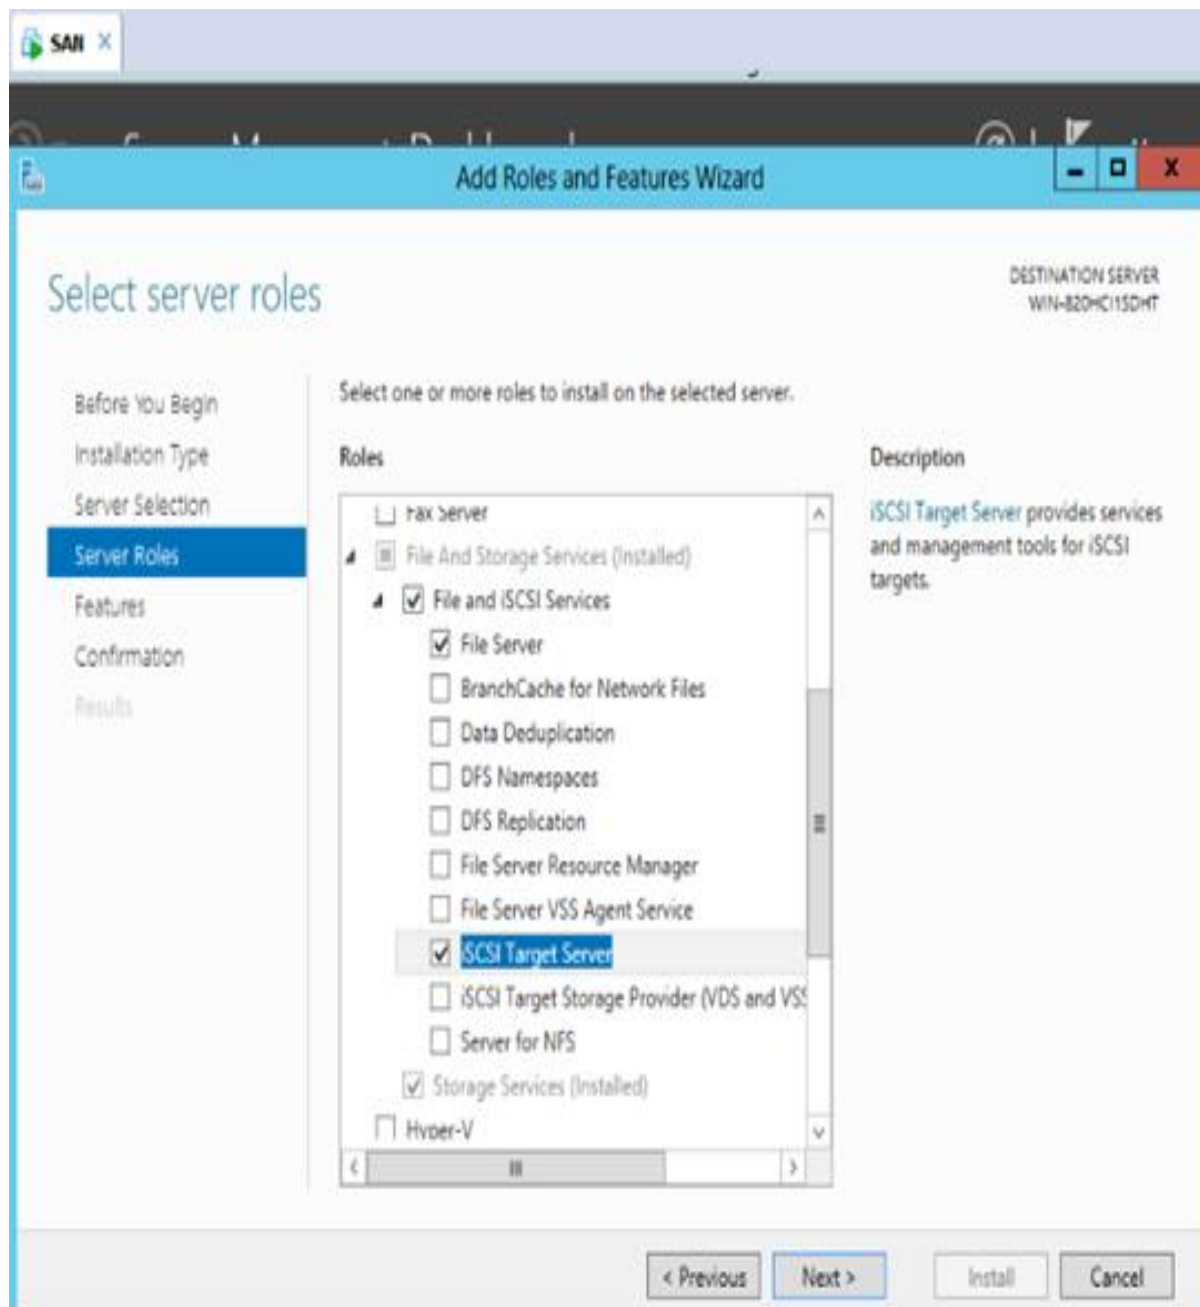 SAN
Add Roles and Features Wizard
Select server roles
DESTINATION SERVER
WIN-820HCI1SDHT
Before You Begin
Installation Type
Server Selection
Server Roles
Features
Confirmation
Results
Select one or more roles to install on the selected server.
Roles
Fax Server
File And Storage Services (Installed)
File and iSCSI Services
File Server
BranchCache for Network Files
Data Deduplication
DFS Namespaces
DFS Replication
File Server Resource Manager
File Server VSS Agent Service
iSCSI Target Server
iSCSI Target Storage Provider (VDS and VSS
Server for NFS
Storage Services (Installed)
Hyper-V
Description
iSCSI Target Server provides services
and management tools for iSCSI
targets.
< Previous
Next >
Install
Cancel